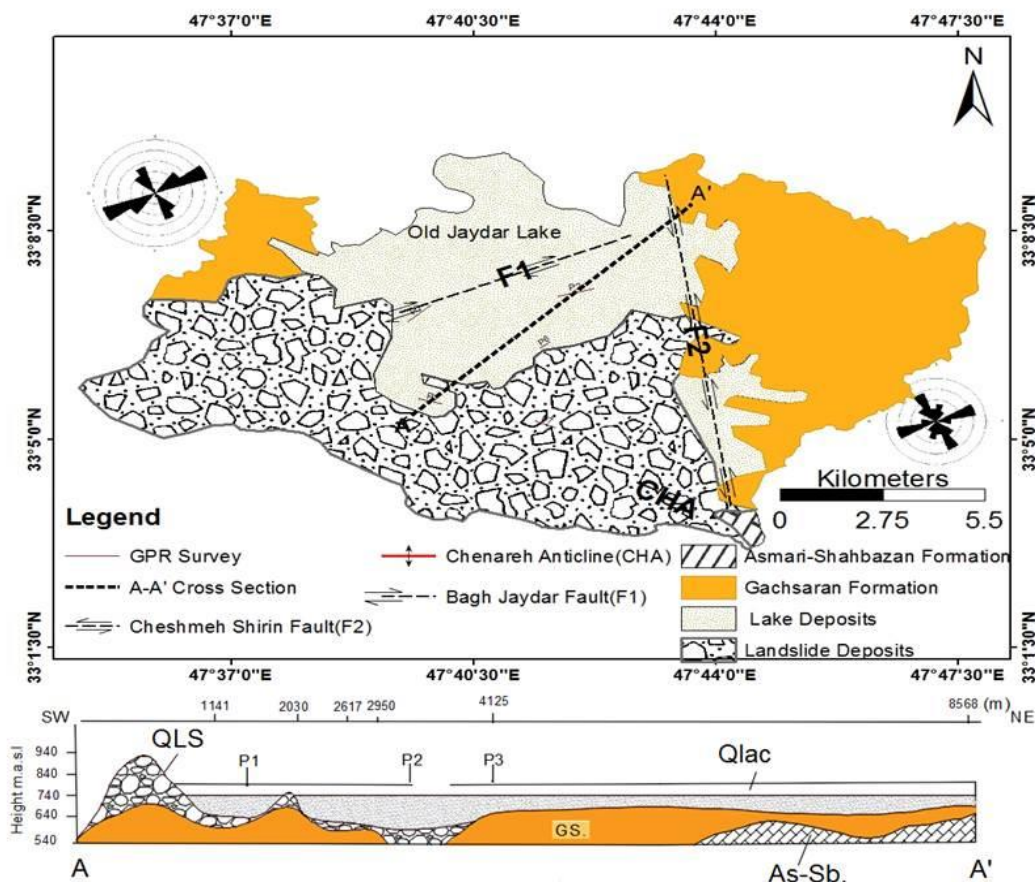 47°37'0"E 47°40'30"E 47°44'0"E 47°47'30"E
N
33°8'30"N 33°8'30"N
A'
Old Jaydar Lake
F1
F2
33°5'0"N 33°5'0"N
A
CHA
Kilometers
0 2.75 5.5
Legend
GPR Survey
A-A' Cross Section
Cheshmeh Shirin Fault(F2)
Chenareh Anticline(CHA)
Bagh Jaydar Fault(F1)
Asmari-Shahbazan Formation
Gachsaran Formation
Lake Deposits
Landslide Deposits
33°1'30"N 33°1'30"N
47°37'0"E 47°40'30"E 47°44'0"E 47°47'30"E
SW 1141 2030 2617 2950 4125 8568 (m) NE
Height m.a.s.l
940
840
740
640
540
QLS
P1 P2 P3
Qlac
GS.
As-Sb.
A A'